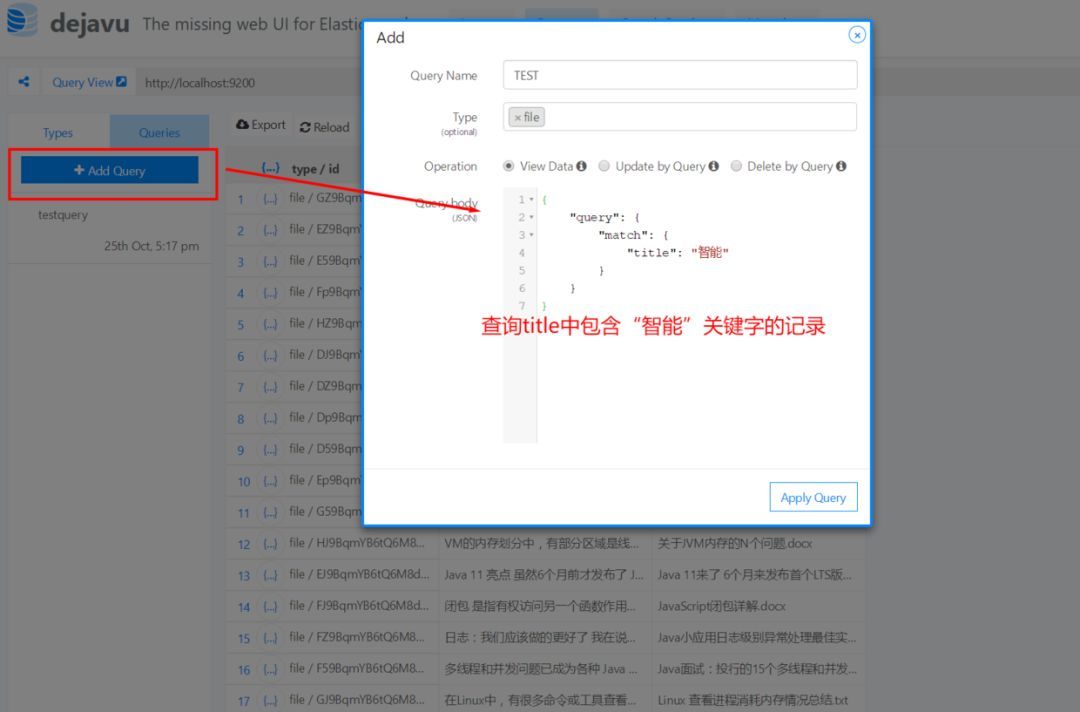 dejavu The missing web UI for Elastic
Query View http://localhost:9200
Types Queries
Add Query
testquery
25th Oct, 5:17 pm
Export Reload
{...} type / id
1 {...} file / GZ9BqmY
2 {...} file / EZ9BqmY
3 {...} file / E59BqmY
4 {...} file / Fp9BqmY
5 {...} file / HZ9BqmY
6 {...} file / DJ9BqmY
7 {...} file / DZ9BqmY
8 {...} file / Dp9BqmY
9 {...} file / D59BqmY
10 {...} file / Ep9BqmY
11 {...} file / G59BqmY
12 {...} file / HJ9BqmYB6tQ6M8... VM的内存划分中，有部分区域是线... 关于JVM内存的N个问题.docx
13 {...} file / EJ9BqmYB6tQ6M8d... Java 11 亮点 虽然6个月前才发布了 J... Java 11来了 6个月来发布首个LTS版...
14 {...} file / FJ9BqmYB6tQ6M8d... 闭包 是指有权访问另一个函数作用... JavaScript闭包详解.docx
15 {...} file / FZ9BqmYB6tQ6M8... 日志：我们应该做的更好了 我在说... Java小应用日志级别异常处理最佳实...
16 {...} file / F59BqmYB6tQ6M8... 多线程和并发问题已成为各种 Java ... Java面试：投行的15个多线程和并发...
17 {...} file / GJ9BqmYB6tQ6M8... 在Linux中，有很多命令或工具查看... Linux 查看进程消耗内存情况总结.txt
Add
Query Name TEST
Type × file
(optional)
Operation View Data Update by Query Delete by Query
Query body
(JSON)
1 {
2 "query": {
3 "match": {
4 "title": "智能"
5 }
6 }
7 }
查询title中包含“智能”关键字的记录
Apply Query